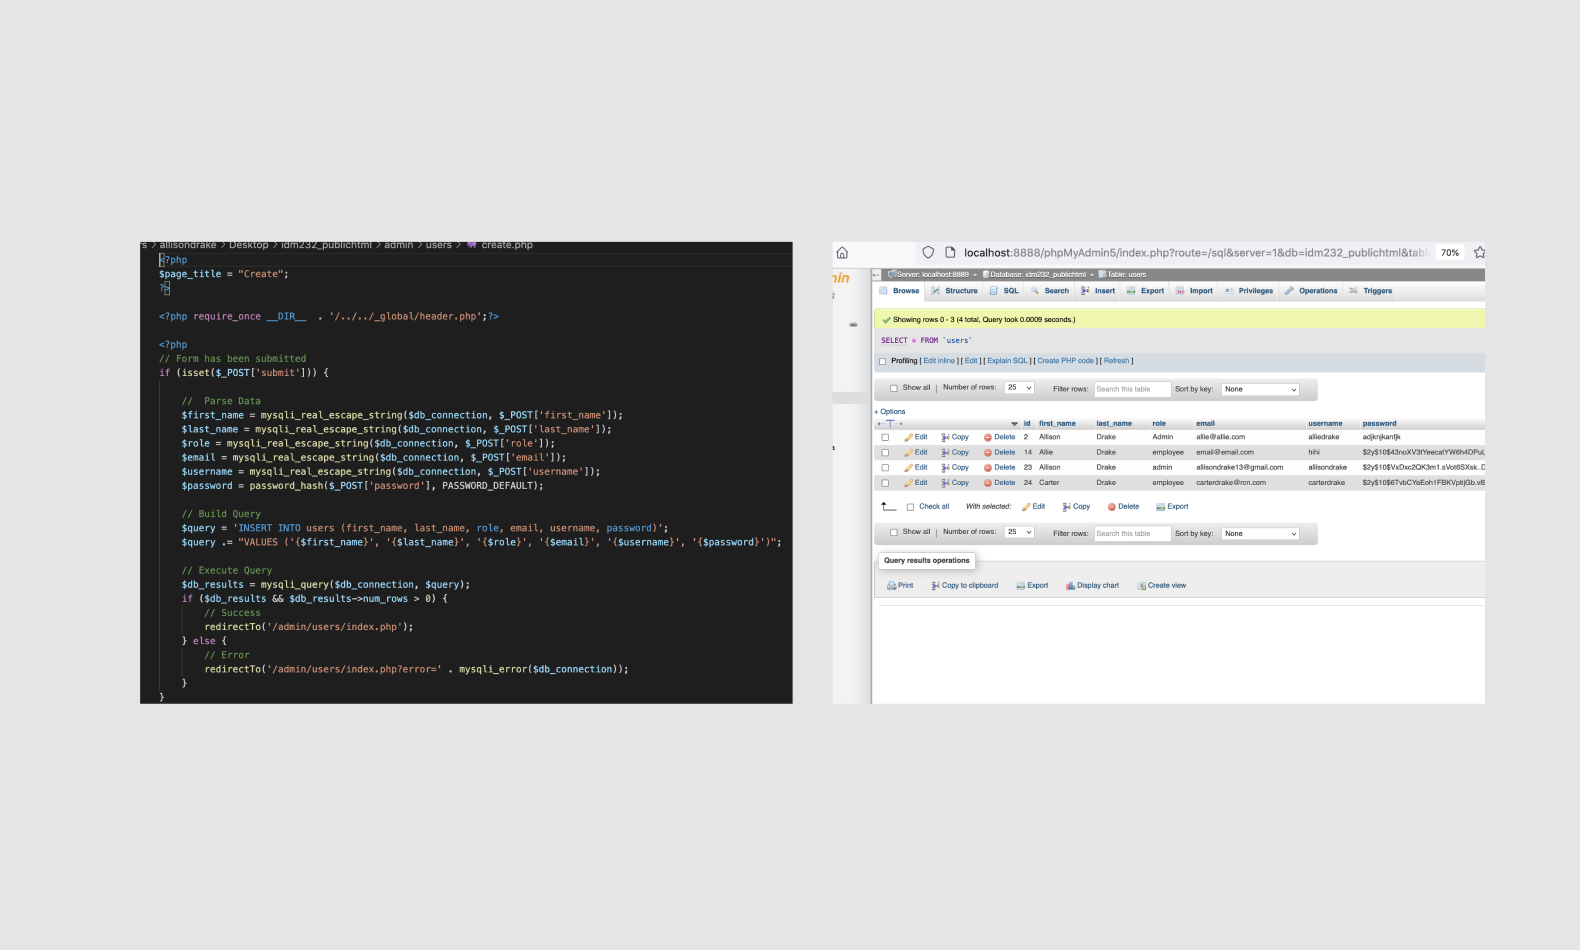 rs > allisondrake > Desktop > idm232_publichtml > admin > users > create.php
<?php
$page_title = "Create";
?>
<?php require_once __DIR__ . '/../../_global/header.php';?>
<?php
// Form has been submitted
if (isset($_POST['submit'])) {
// Parse Data
$first_name = mysqli_real_escape_string($db_connection, $_POST['first_name']);
$last_name = mysqli_real_escape_string($db_connection, $_POST['last_name']);
$role = mysqli_real_escape_string($db_connection, $_POST['role']);
$email = mysqli_real_escape_string($db_connection, $_POST['email']);
$username = mysqli_real_escape_string($db_connection, $_POST['username']);
$password = password_hash($_POST['password'], PASSWORD_DEFAULT);
// Build Query
$query = 'INSERT INTO users (first_name, last_name, role, email, username, password)';
$query .= "VALUES ('{$first_name}', '{$last_name}', '{$role}', '{$email}', '{$username}', '{$password}')";
// Execute Query
$db_results = mysqli_query($db_connection, $query);
if ($db_results && $db_results->num_rows > 0) {
// Success
redirectTo('/admin/users/index.php');
} else {
// Error
redirectTo('/admin/users/index.php?error=' . mysqli_error($db_connection));
}
}
localhost:8888/phpMyAdmin5/index.php?route=/sql&server=1&db=idm232_publichtml&tabl 70%
Server: localhost:8889 » Database: idm232_publichtml » Table: users
Browse Structure SQL Search Insert Export Import Privileges Operations Triggers
Showing rows 0 - 3 (4 total, Query took 0.0009 seconds.)
SELECT * FROM `users`
Profiling [ Edit inline ] [ Edit ] [ Explain SQL ] [ Create PHP code ] [ Refresh ]
Show all | Number of rows: 25 Filter rows: Search this table Sort by key: None
+ Options
←T→ id first_name last_name role email username password
Edit Copy Delete 2 Allison Drake Admin allie@allie.com alliedrake adjknjkanfjk
Edit Copy Delete 14 Allie Drake employee email@email.com hihi
Edit Copy Delete 23 Allison Drake admin allisondrake13@gmail.com allisondrake
Edit Copy Delete 24 Carter Drake employee carterdrake@rcn.com carterdrake
Check all With selected: Edit Copy Delete Export
Show all | Number of rows: 25 Filter rows: Search this table Sort by key: None
Query results operations
Print Copy to clipboard Export Display chart Create view